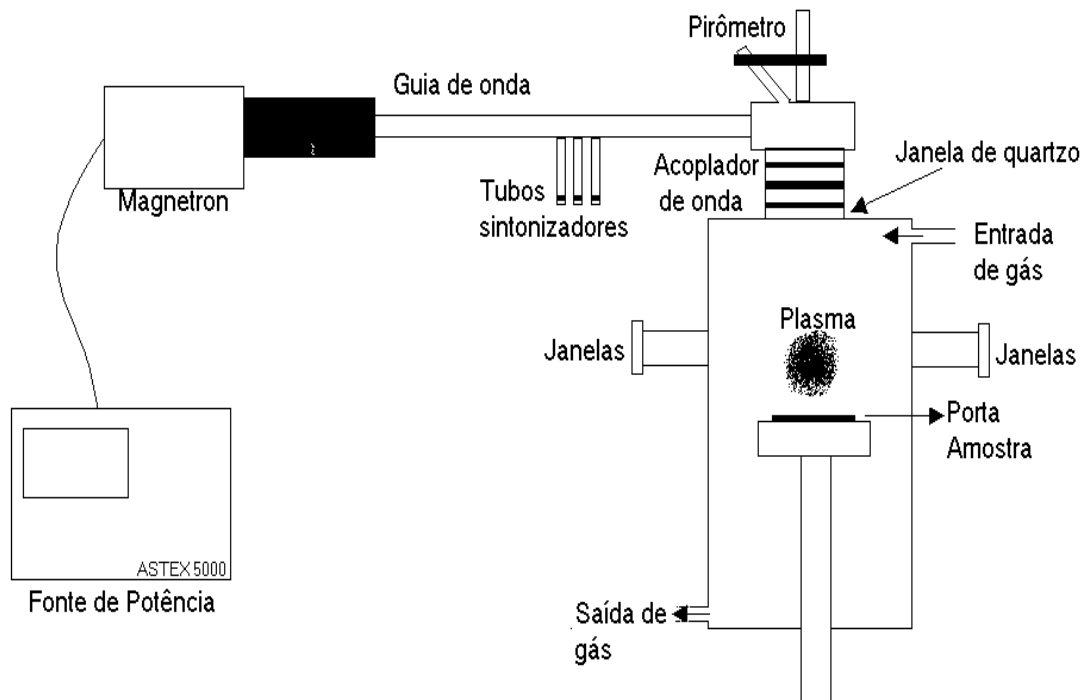 Pirômetro
Guia de onda
Magnetron
Tubos
sintonizadores
Acoplador
de onda
Janela de quartzo
Entrada
de gás
Plasma
Janelas
Janelas
Porta
Amostra
ASTEX 5000
Fonte de Potência
Saída de
gás